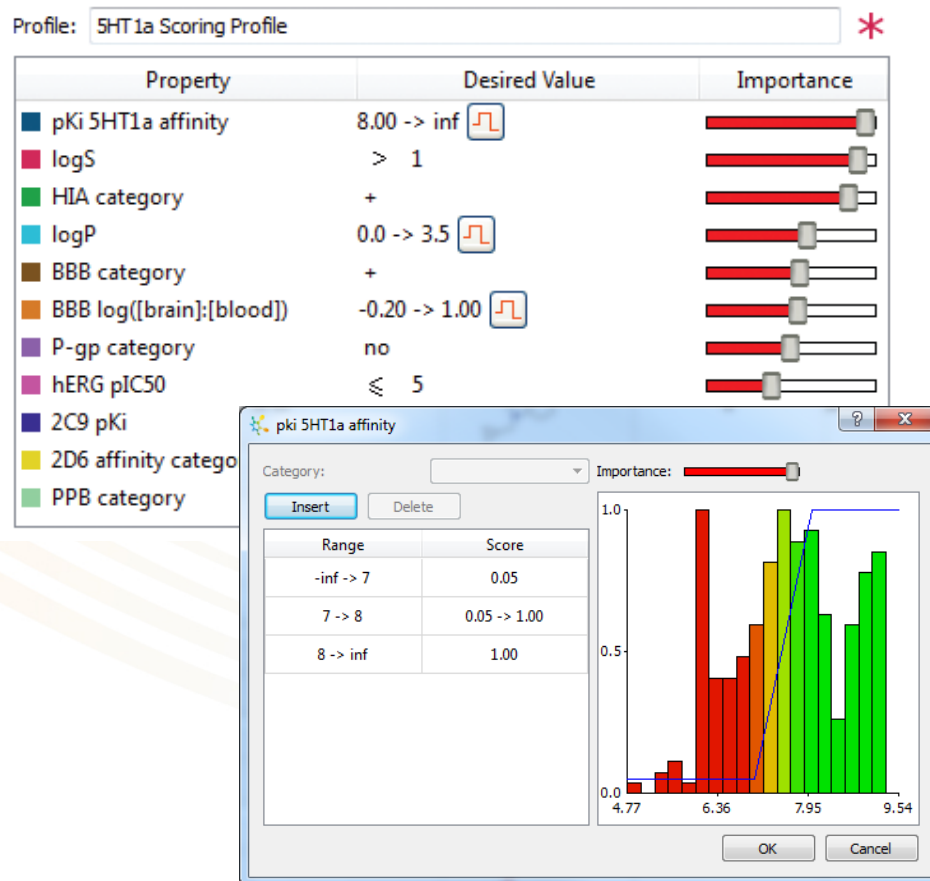 Profile: 5HT1a Scoring Profile *
Property Desired Value Importance
pKi 5HT1a affinity 8.00 -> inf
logS > 1
HIA category +
logP 0.0 -> 3.5
BBB category +
BBB log([brain]:[blood]) -0.20 -> 1.00
P-gp category no
hERG pIC50 ⩽ 5
2C9 pKi
2D6 affinity catego
PPB category
pki 5HT1a affinity ? X
Category: Importance:
Insert Delete
Range Score
-inf -> 7 0.05
7 -> 8 0.05 -> 1.00
8 -> inf 1.00
1.0
0.5
0.0
4.77 6.36 7.95 9.54
OK Cancel